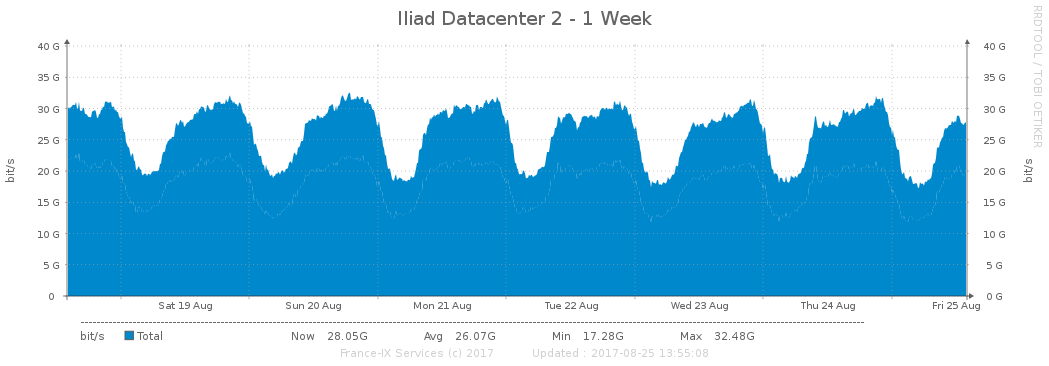 Iliad Datacenter 2 - 1 Week
RRDTOOL / TOBI OETIKER
40 G 40 G
35 G 35 G
30 G 30 G
25 G 25 G
20 G 20 G
15 G 15 G
10 G 10 G
5 G 5 G
0 0 G
bit/s
bit/s
Sat 19 Aug Sun 20 Aug Mon 21 Aug Tue 22 Aug Wed 23 Aug Thu 24 Aug Fri 25 Aug
bit/s Total Now 28.05G Avg 26.07G Min 17.28G Max 32.48G
France-IX Services (c) 2017 Updated : 2017-08-25 13:55:08